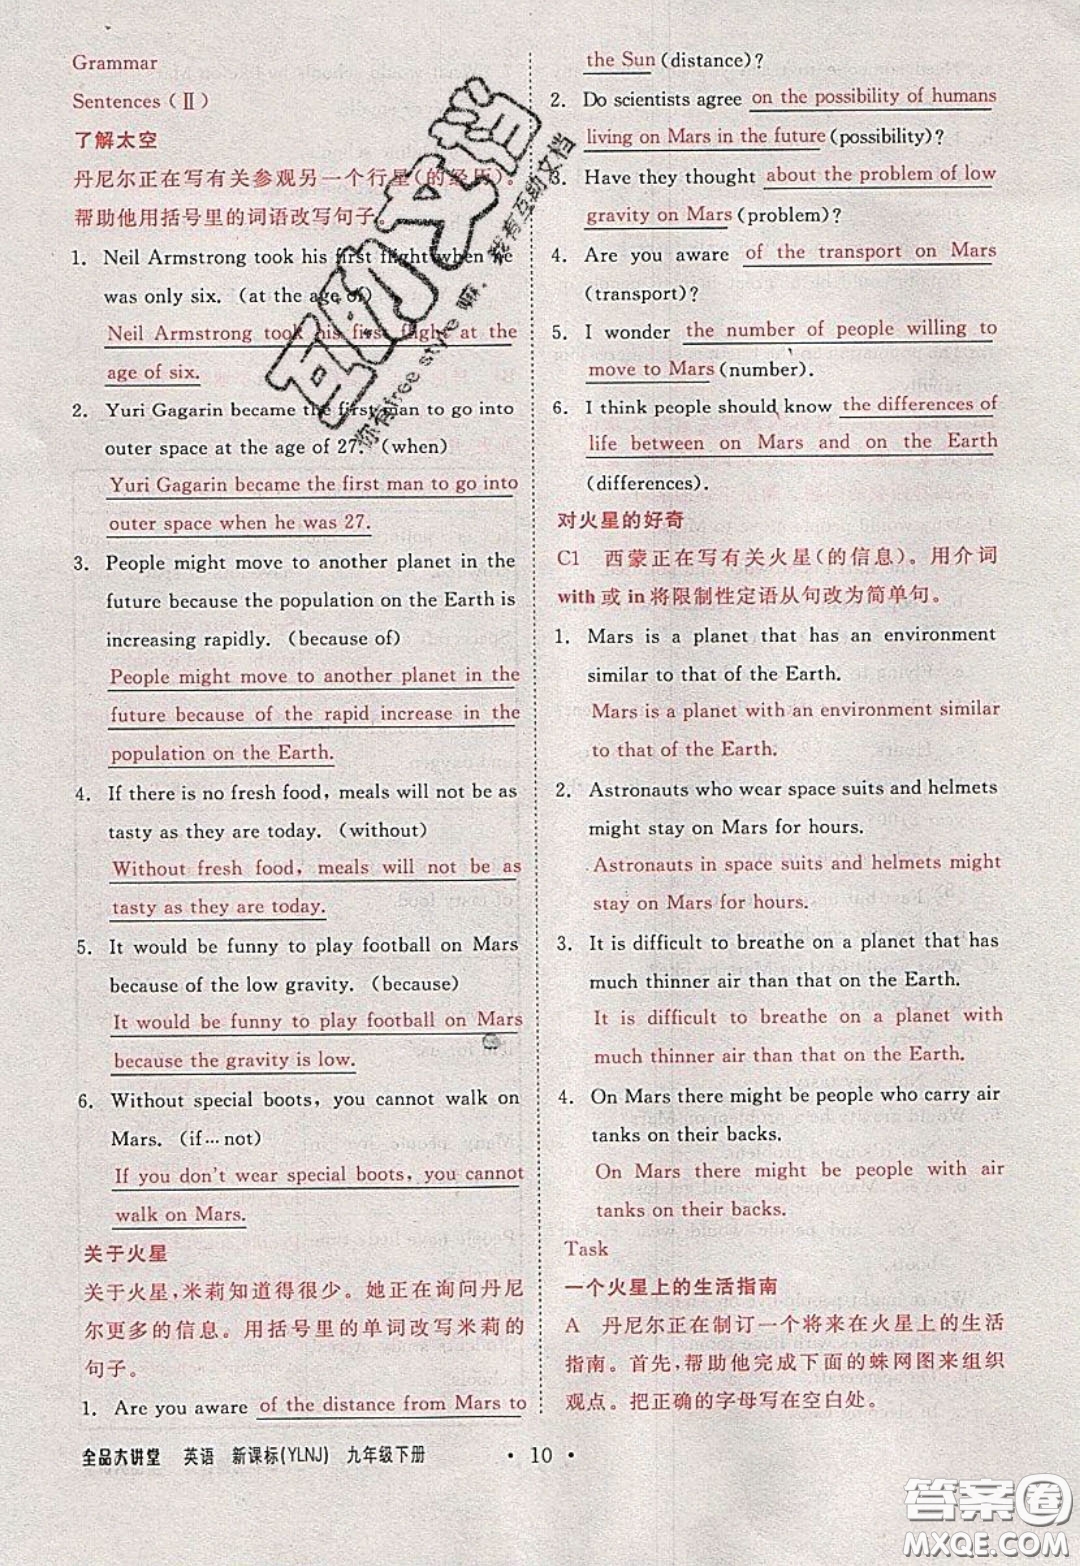 Grammar
Sentences (Ⅱ)
了解太空
丹尼尔正在写有关参观另一个行星(的经历)。
帮助他用括号里的词语改写句子。
1. Neil Armstrong took his first flight when he
was only six. (at the age of)
Neil Armstrong took his first flight at the
age of six.
2. Yuri Gagarin became the first man to go into
outer space at the age of 27. (when)
Yuri Gagarin became the first man to go into
outer space when he was 27.
3. People might move to another planet in the
future because the population on the Earth is
increasing rapidly. (because of)
People might move to another planet in the
future because of the rapid increase in the
population on the Earth.
4. If there is no fresh food, meals will not be as
tasty as they are today. (without)
Without fresh food, meals will not be as
tasty as they are today.
5. It would be funny to play football on Mars
because of the low gravity. (because)
It would be funny to play football on Mars
because the gravity is low.
6. Without special boots, you cannot walk on
Mars. (if…not)
If you don't wear special boots, you cannot
walk on Mars.
关于火星
关于火星,米莉知道得很少。她正在询问丹尼
尔更多的信息。用括号里的单词改写米莉的
句子。
1. Are you aware of the distance from Mars to
the Sun (distance)?
2. Do scientists agree on the possibility of humans
living on Mars in the future (possibility)?
3. Have they thought about the problem of low
gravity on Mars (problem)?
4. Are you aware of the transport on Mars
(transport)?
5. I wonder the number of people willing to
move to Mars (number).
6. I think people should know the differences of
life between on Mars and on the Earth
(differences).
对火星的好奇
C1 西蒙正在写有关火星(的信息)。用介词
with或in将限制性定语从句改为简单句。
1. Mars is a planet that has an environment
similar to that of the Earth.
Mars is a planet with an environment similar
to that of the Earth.
2. Astronauts who wear space suits and helmets
might stay on Mars for hours.
Astronauts in space suits and helmets might
stay on Mars for hours.
3. It is difficult to breathe on a planet that has
much thinner air than that on the Earth.
It is difficult to breathe on a planet with
much thinner air than that on the Earth.
4. On Mars there might be people who carry air
tanks on their backs.
On Mars there might be people with air
tanks on their backs.
Task
一个火星上的生活指南
A 丹尼尔正在制订一个将来在火星上的生活
指南。首先,帮助他完成下面的蛛网图来组织
观点。把正确的字母写在空白处。
全品大讲堂 英语 新课标(YLNJ) 九年级下册 · 10 ·
答案圈
MXQE.COM